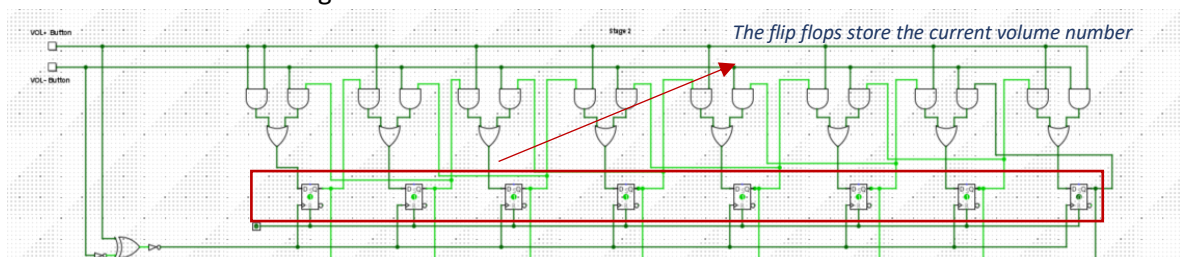 VOL+ Button
Stage 2
The flip flops store the current volume number
VOL- Button